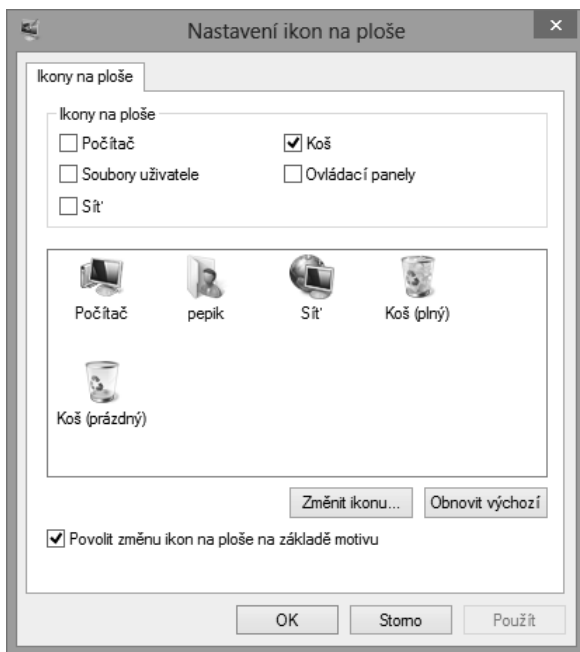 Nastavení ikon na ploše
Ikony na ploše
Ikony na ploše
Počítač
Koš
Soubory uživatele
Ovládací panely
Síť
Počítač
pepik
Síť
Koš (plný)
Koš (prázdný)
Změnit ikonu...
Obnovit výchozí
Povolit změnu ikon na ploše na základě motivu
OK
Storno
Použít